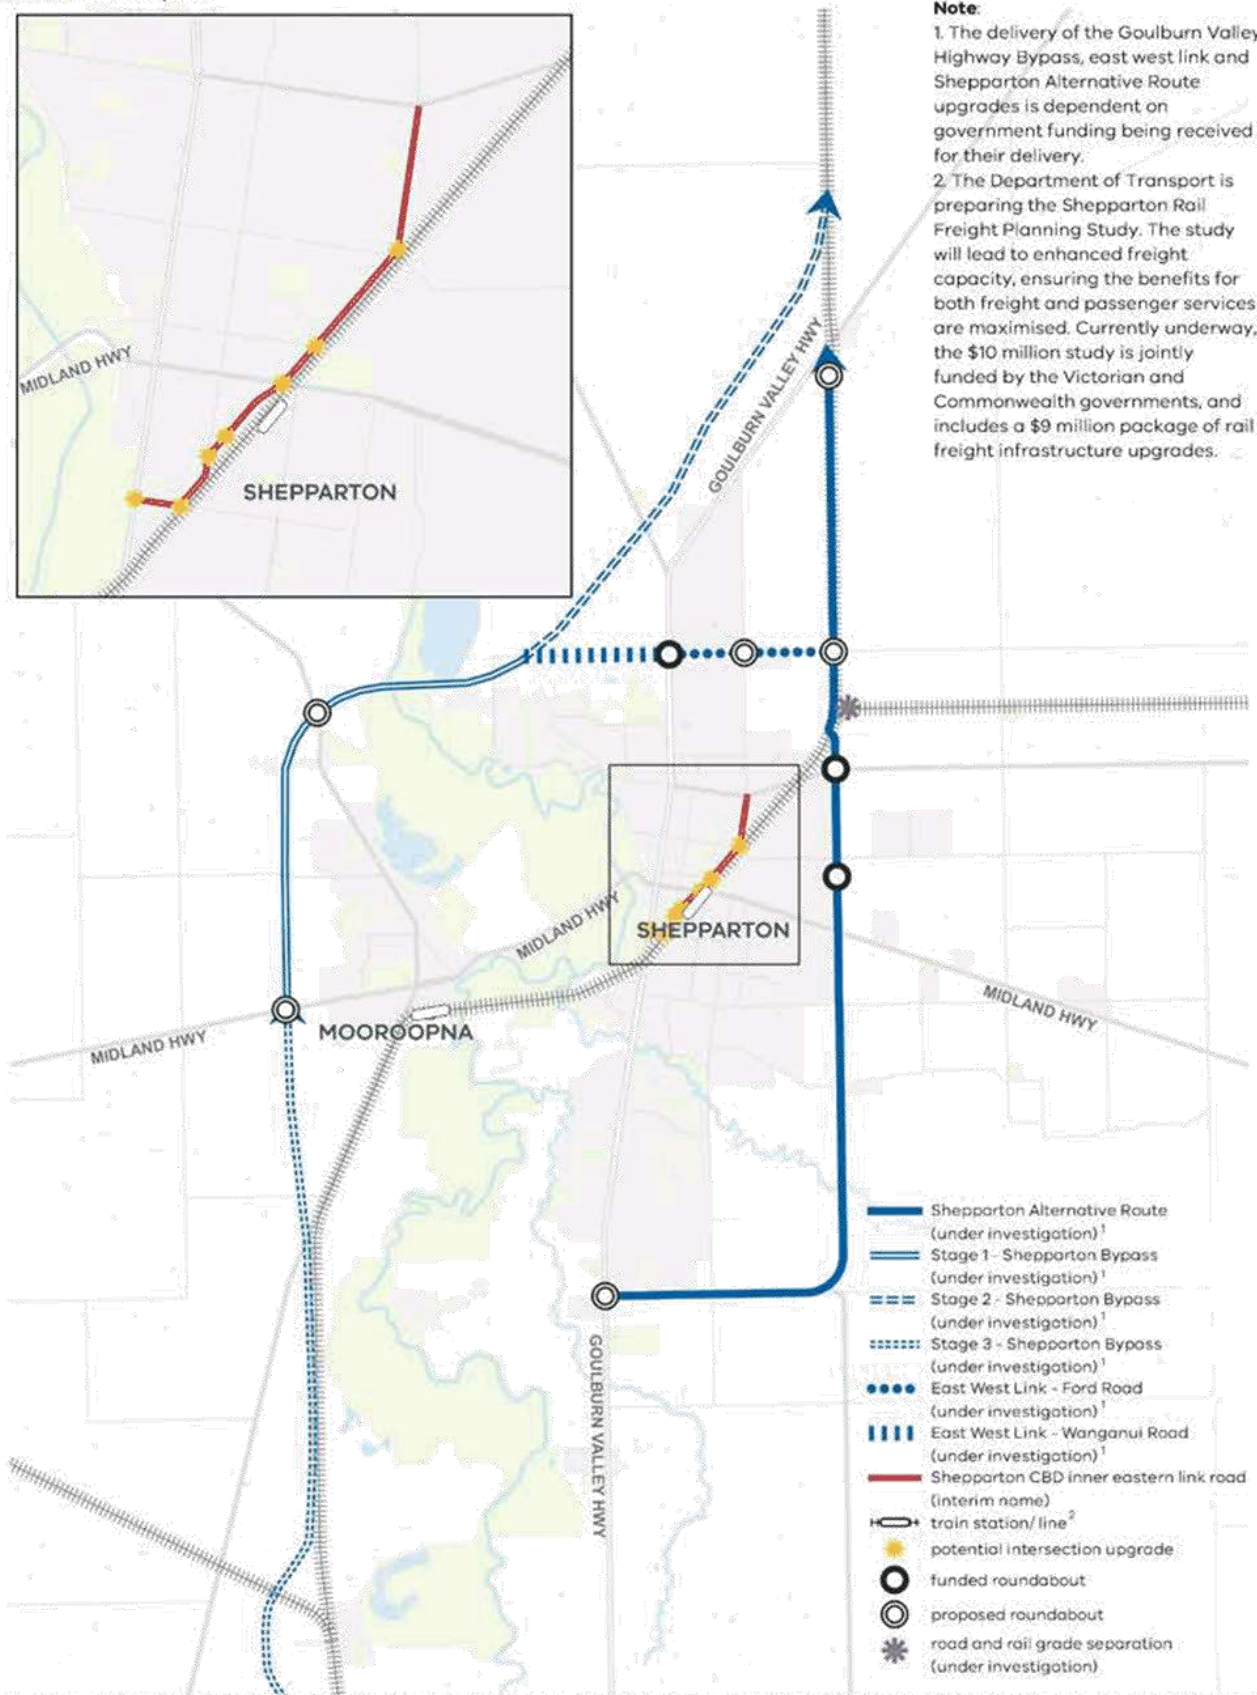 Note:
1. The delivery of the Goulburn Valley
Highway Bypass, east west link and
Shepparton Alternative Route
upgrades is dependent on
government funding being received
for their delivery.
2. The Department of Transport is
preparing the Shepparton Rail
Freight Planning Study. The study
will lead to enhanced freight
capacity, ensuring the benefits for
both freight and passenger services
are maximised. Currently underway,
the $10 million study is jointly
funded by the Victorian and
Commonwealth governments, and
includes a $9 million package of rail
freight infrastructure upgrades.
MIDLAND HWY
SHEPPARTON
GOULBURN VALLEY HWY
MIDLAND HWY
SHEPPARTON
MIDLAND HWY
MOOROOPNA
MIDLAND HWY
GOULBURN VALLEY HWY
Shepparton Alternative Route
(under investigation)¹
Stage 1 - Shepparton Bypass
(under investigation)¹
Stage 2 - Shepparton Bypass
(under investigation)¹
Stage 3 - Shepparton Bypass
(under investigation)¹
East West Link - Ford Road
(under investigation)¹
East West Link - Wanganui Road
(under investigation)¹
Shepparton CBD inner eastern link road
(interim name)
train station/line²
potential intersection upgrade
funded roundabout
proposed roundabout
road and rail grade separation
(under investigation)